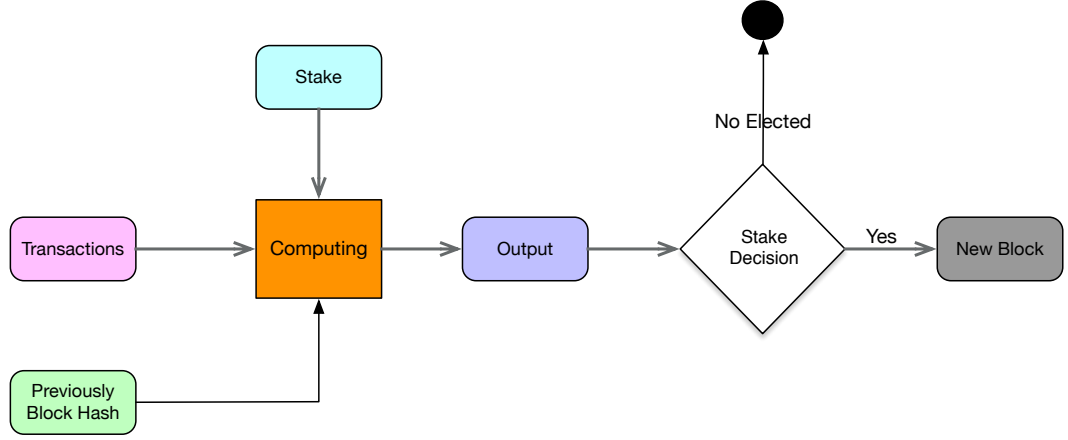 Stake
No Elected
Transactions
Computing
Output
Stake
Decision
Yes
New Block
Previously
Block Hash